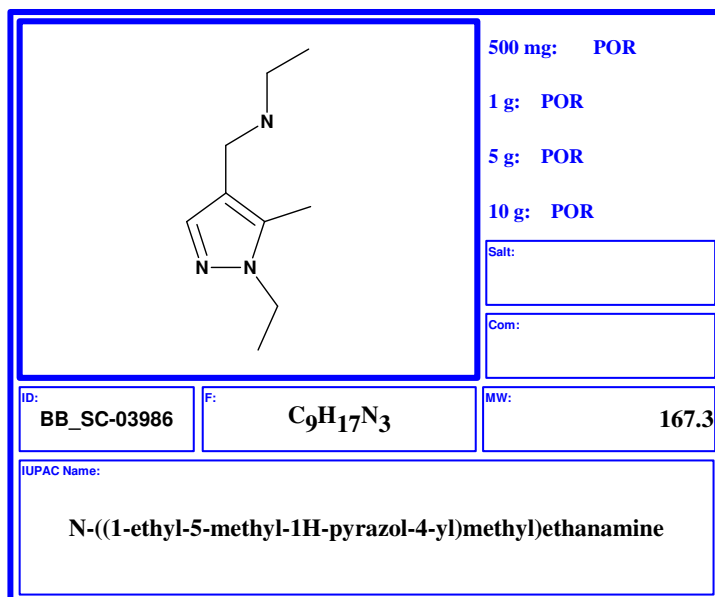 500 mg: POR
1 g: POR
5 g: POR
10 g: POR
N
N
N
Salt:
Com:
ID:
BB_SC-03986
F:
C9H17N3
MW:
167.3
IUPAC Name:
N-((1-ethyl-5-methyl-1H-pyrazol-4-yl)methyl)ethanamine